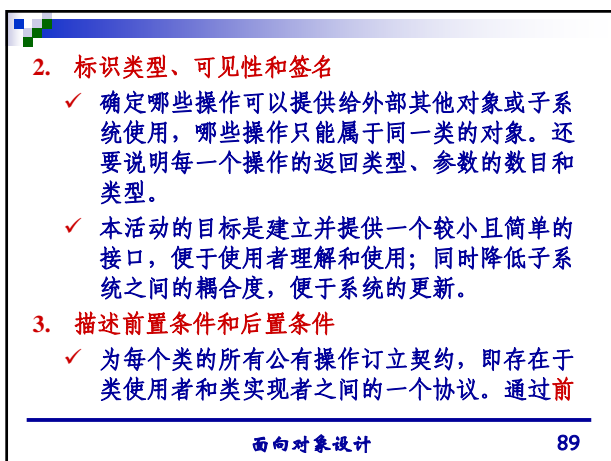 2. 标识类型、可见性和签名
✓ 确定哪些操作可以提供给外部其他对象或子系
统使用，哪些操作只能属于同一类的对象。还
要说明每一个操作的返回类型、参数的数目和
类型。
✓ 本活动的目标是建立并提供一个较小且简单的
接口，便于使用者理解和使用；同时降低子系
统之间的耦合度，便于系统的更新。
3. 描述前置条件和后置条件
✓ 为每个类的所有公有操作订立契约，即存在于
类使用者和类实现者之间的一个协议。通过前
面向对象设计 89